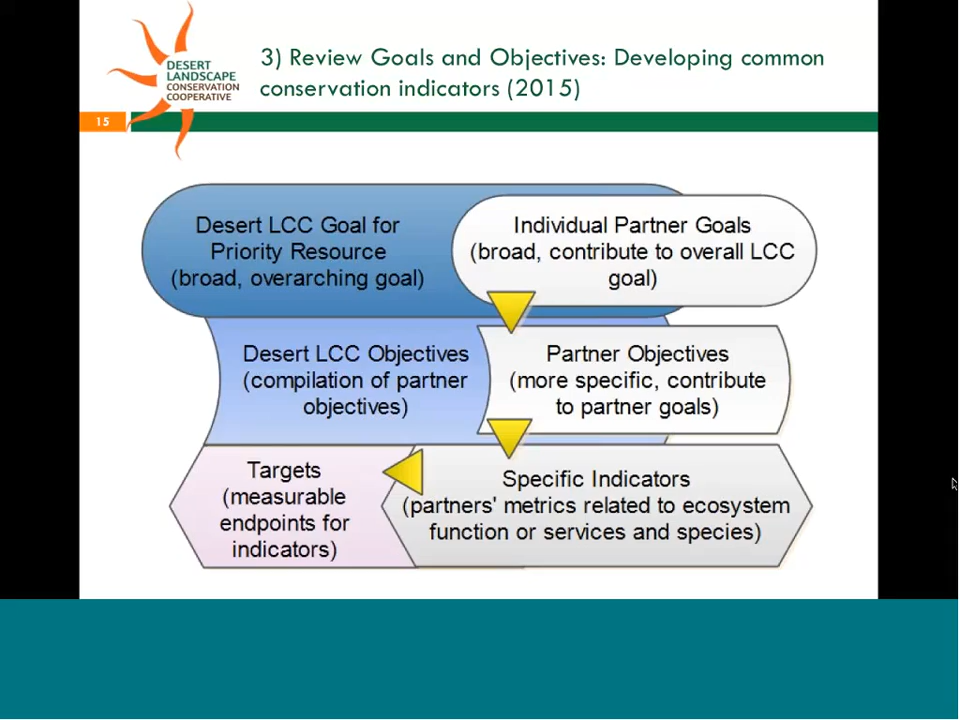 DESERT
LANDSCAPE
CONSERVATION
COOPERATIVE
3) Review Goals and Objectives: Developing common
conservation indicators (2015)
15
Desert LCC Goal for
Priority Resource
(broad, overarching goal)
Individual Partner Goals
(broad, contribute to overall LCC
goal)
Desert LCC Objectives
(compilation of partner
objectives)
Partner Objectives
(more specific, contribute
to partner goals)
Targets
(measurable
endpoints for
indicators)
Specific Indicators
(partners' metrics related to ecosystem
function or services and species)